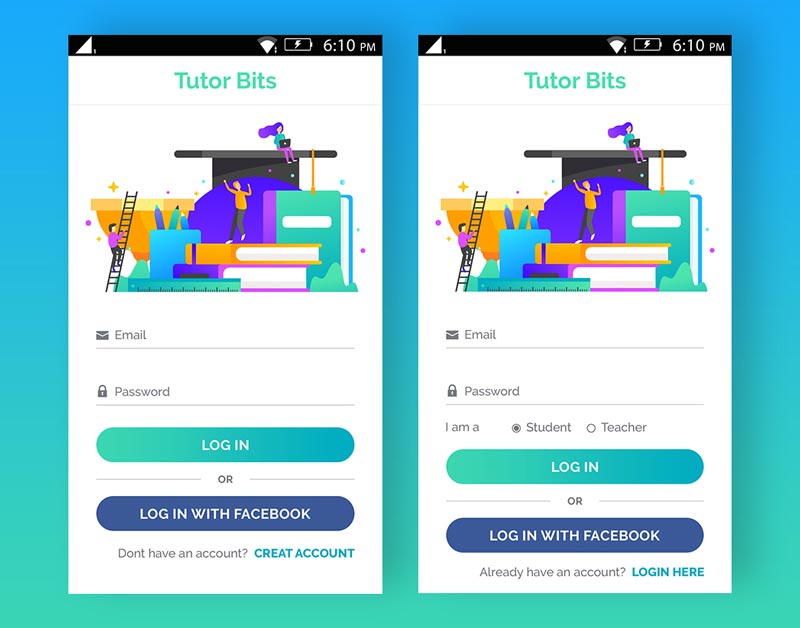 6:10 PM
Tutor Bits
Email
Password
LOG IN
OR
LOG IN WITH FACEBOOK
Dont have an account? CREAT ACCOUNT
6:10 PM
Tutor Bits
Email
Password
I am a Student Teacher
LOG IN
OR
LOG IN WITH FACEBOOK
Already have an account? LOGIN HERE